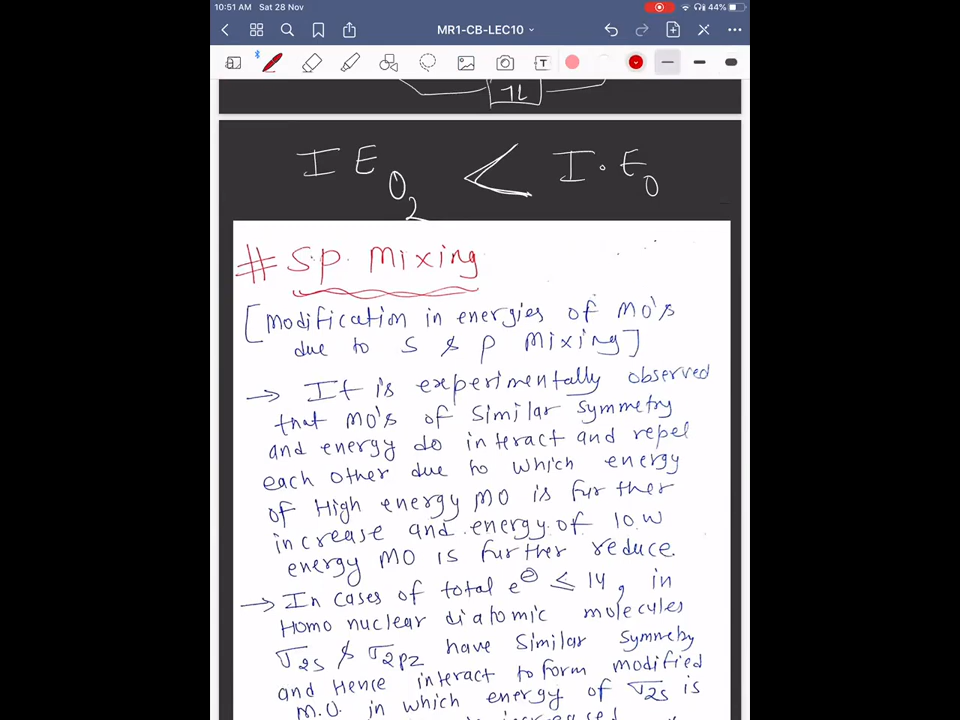 10:51 AM Sat 28 Nov
44%
MR1-CB-LEC10
T
π
I E O2 < I. E O
# S.p. Mixing
[Modification in energies of MO's
due to S & P Mixing]
→ It is experimentally observed
that MO's of Similar Symmetry
and energy do interact and repel
each other due to which energy
of High energy MO is further
increase and energy of low
energy MO is further reduce.
→ In cases of total e⊖ ≤ 14, in
Homo nuclear diatomic molecules
σ2s & σ2pz have Similar Symmetry
and Hence interact to form modified
M.O. in which energy of σ2s is
increased